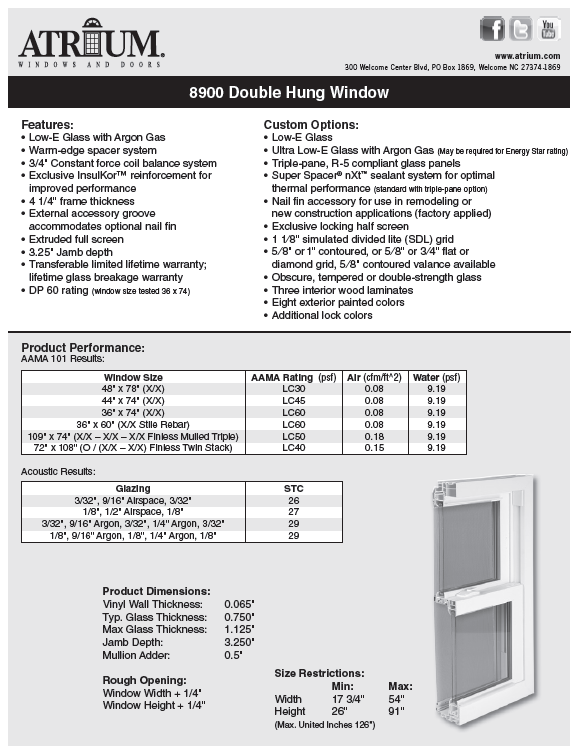 ATRIUM.
WINDOWS AND DOORS
f
t
You
Tube
www.atrium.com
300 Welcome Center Blvd, PO Box 1869, Welcome NC 27374-1869
8900 Double Hung Window
Features:
• Low-E Glass with Argon Gas
• Warm-edge spacer system
• 3/4" Constant force coil balance system
• Exclusive InsulKor™ reinforcement for
improved performance
• 4 1/4" frame thickness
• External accessory groove
accommodates optional nail fin
• Extruded full screen
• 3.25" Jamb depth
• Transferable limited lifetime warranty;
lifetime glass breakage warranty
• DP 60 rating (window size tested 36 x 74)
Custom Options:
• Low-E Glass
• Ultra Low-E Glass with Argon Gas (May be required for Energy Star rating)
• Triple-pane, R-5 compliant glass panels
• Super Spacer® nXt™ sealant system for optimal
thermal performance (standard with triple-pane option)
• Nail fin accessory for use in remodeling or
new construction applications (factory applied)
• Exclusive locking half screen
• 1 1/8" simulated divided lite (SDL) grid
• 5/8" or 1" contoured, or 5/8" or 3/4" flat or
diamond grid, 5/8" contoured valance available
• Obscure, tempered or double-strength glass
• Three interior wood laminates
• Eight exterior painted colors
• Additional lock colors
Product Performance:
AAMA 101 Results:
Window Size AAMA Rating (psf) Air (cfm/ft^2) Water (psf)
48" x 78" (X/X) LC30 0.08 9.19
44" x 74" (X/X) LC45 0.08 9.19
36" x 74" (X/X) LC60 0.08 9.19
36" x 60" (X/X Stile Rebar) LC60 0.08 9.19
109" x 74" (X/X – X/X – X/X Finless Mulled Triple) LC50 0.18 9.19
72" x 108" (O / (X/X – X/X) Finless Twin Stack) LC40 0.15 9.19
Acoustic Results:
Glazing STC
3/32", 9/16" Airspace, 3/32" 26
1/8", 1/2" Airspace, 1/8" 27
3/32", 9/16" Argon, 3/32", 1/4" Argon, 3/32" 29
1/8", 9/16" Argon, 1/8", 1/4" Argon, 1/8" 29
Product Dimensions:
Vinyl Wall Thickness: 0.065"
Typ. Glass Thickness: 0.750"
Max Glass Thickness: 1.125"
Jamb Depth: 3.250"
Mullion Adder: 0.5"
Rough Opening:
Window Width + 1/4"
Window Height + 1/4"
Size Restrictions:
Min: Max:
Width 17 3/4" 54"
Height 26" 91"
(Max. United Inches 126")